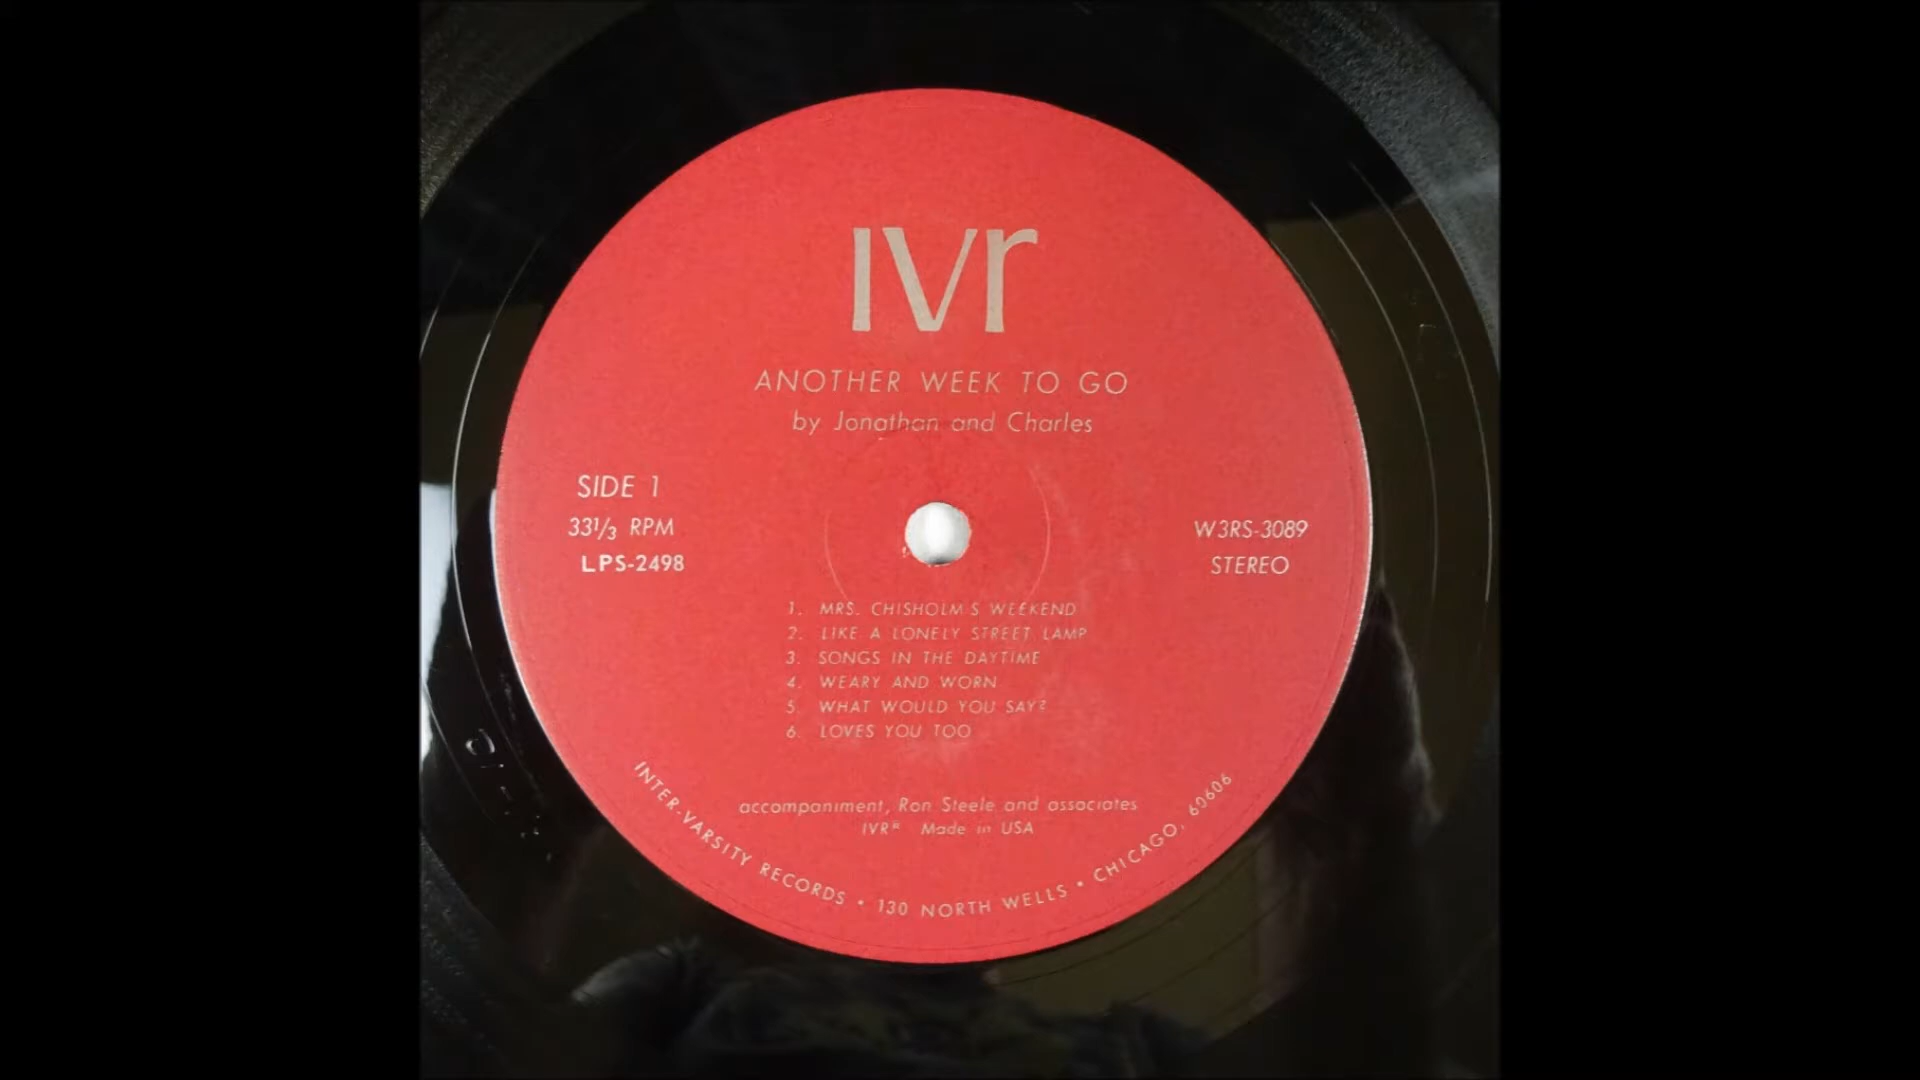 IVr
ANOTHER WEEK TO GO
by Jonathan and Charles
SIDE 1
33⅓ RPM
LPS-2498
W3RS-3089
STEREO
1. MRS. CHISHOLM S WEEKEND
2. LIKE A LONELY STREET LAMP
3. SONGS IN THE DAYTIME
4. WEARY AND WORN
5. WHAT WOULD YOU SAY?
6. LOVES YOU TOO
accompaniment, Ron Steele and associates
IVR® Made in USA
INTER-VARSITY RECORDS • 130 NORTH WELLS • CHICAGO, 60606